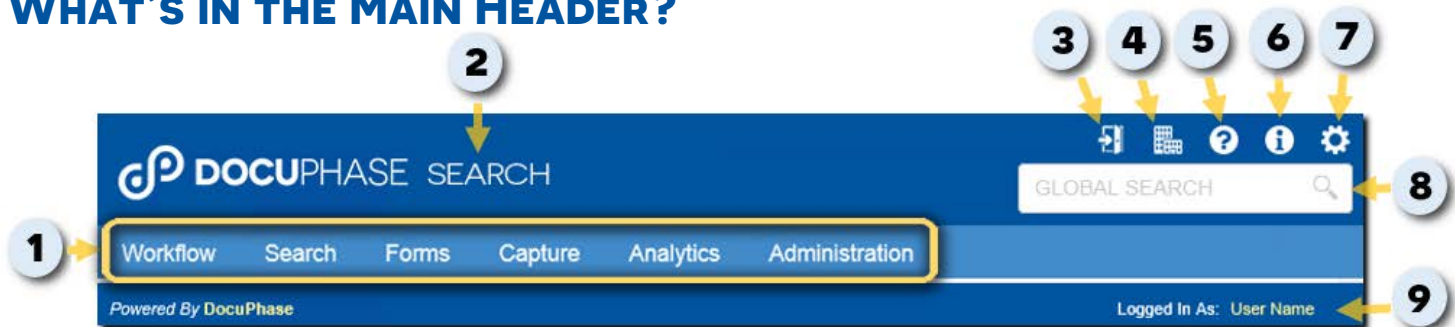 WHAT'S IN THE MAIN HEADER?
2
3 4 5 6 7
DOCUPHASE SEARCH
? i
GLOBAL SEARCH
8
1
Workflow Search Forms Capture Analytics Administration
Powered By DocuPhase
Logged In As: User Name
9